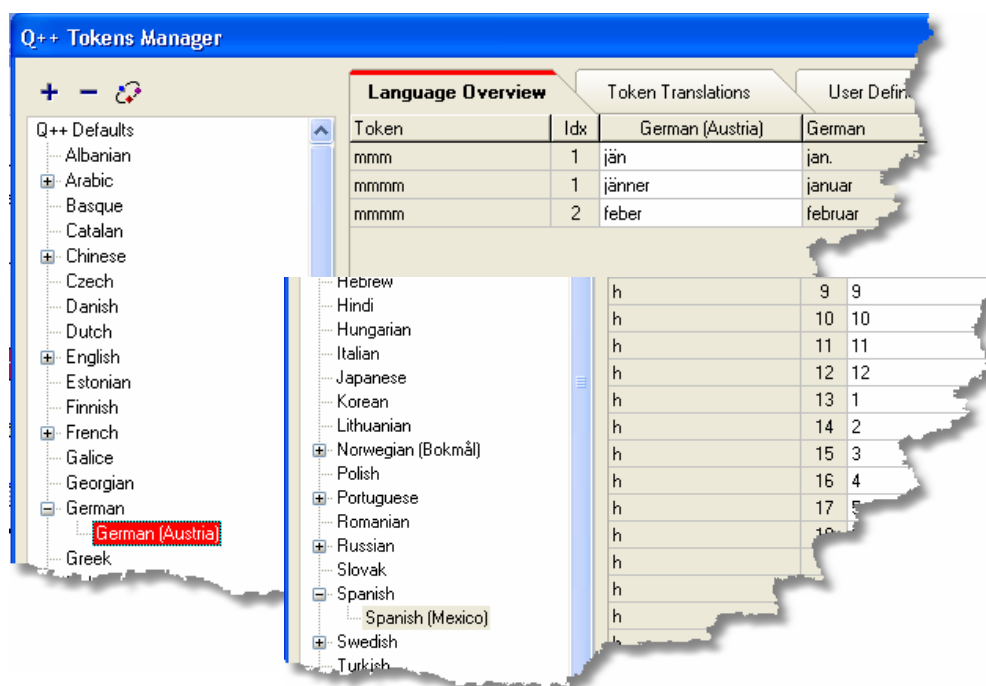 Q++ Tokens Manager
Language Overview Token Translations User Defin
Q++ Defaults
Albanian
Arabic
Basque
Catalan
Chinese
Czech
Danish
Dutch
English
Estonian
Finnish
French
Galice
Georgian
German
German (Austria)
Greek
Token Idx German (Austria) German
mmm 1 jän jan.
mmmm 1 jänner januar
mmmm 2 feber februar
Hebrew
Hindi
Hungarian
Italian
Japanese
Korean
Lithuanian
Norwegian (Bokmål)
Polish
Portuguese
Romanian
Russian
Slovak
Spanish
Spanish (Mexico)
Swedish
Turkish
h 9 9
h 10 10
h 11 11
h 12 12
h 13 1
h 14 2
h 15 3
h 16 4
h 17 5
h
h
h
h
h